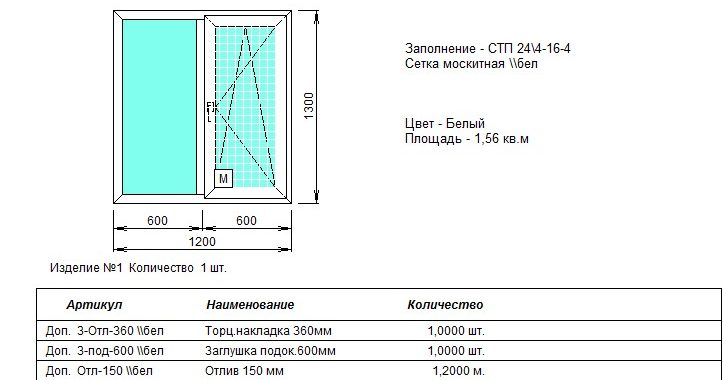 Заполнение - СТП 24\4-16-4
Сетка москитная \\бел
1300
Цвет - Белый
Площадь - 1,56 кв.м
М
600 600
1200
Изделие №1 Количество 1 шт.
Артикул Наименование Количество
Доп. З-Отл-360 \\бел Торц.накладка 360мм 1,0000 шт.
Доп. З-под-600 \\бел Заглушка подок.600мм 1,0000 шт.
Доп. Отл-150 \\бел Отлив 150 мм 1,2000 м.